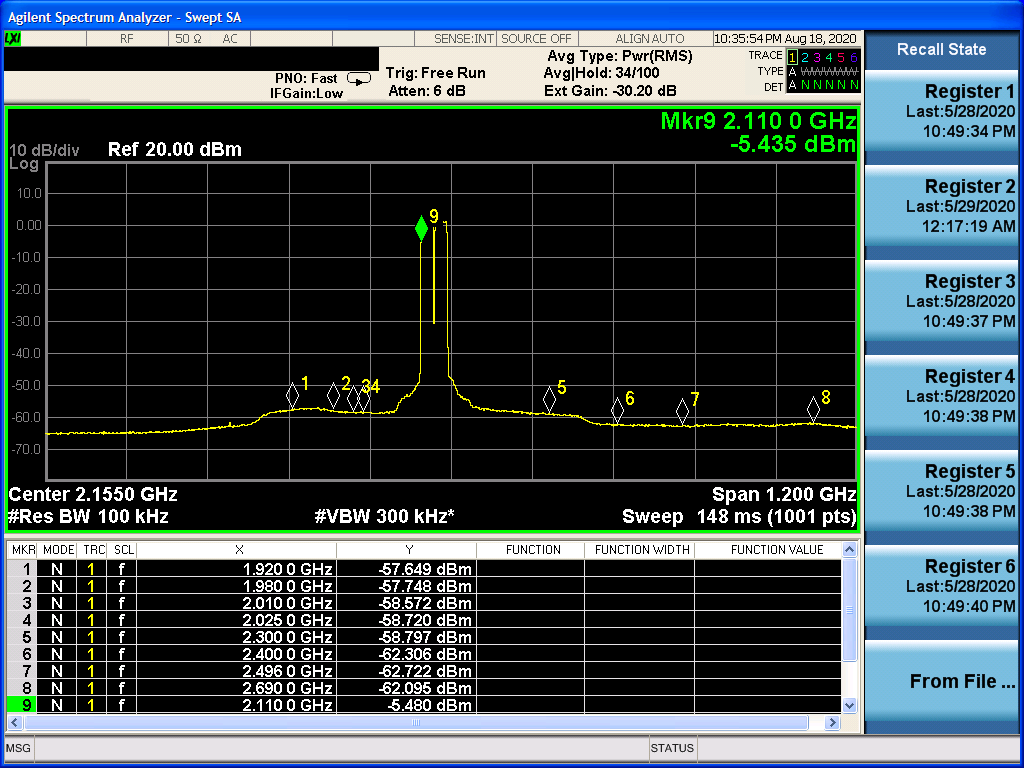 Agilent Spectrum Analyzer - Swept SA
LXI RF 50 Ω AC SENSE:INT SOURCE OFF ALIGN AUTO 10:35:54 PM Aug 18, 2020
PNO: Fast
IFGain:Low
Trig: Free Run
Atten: 6 dB
Avg Type: Pwr(RMS)
Avg|Hold: 34/100
Ext Gain: -30.20 dB
TRACE 1 2 3 4 5 6
TYPE A WWWWW
DET A N N N N N
Mkr9 2.110 0 GHz
-5.435 dBm
10 dB/div Ref 20.00 dBm
Log
10.0
0.00
-10.0
-20.0
-30.0
-40.0
-50.0
-60.0
-70.0
9
1 2 3 4 5 6 7 8
Center 2.1550 GHz Span 1.200 GHz
#Res BW 100 kHz #VBW 300 kHz* Sweep 148 ms (1001 pts)
MKR MODE TRC SCL X Y FUNCTION FUNCTION WIDTH FUNCTION VALUE
1 N 1 f 1.920 0 GHz -57.649 dBm
2 N 1 f 1.980 0 GHz -57.748 dBm
3 N 1 f 2.010 0 GHz -58.572 dBm
4 N 1 f 2.025 0 GHz -58.720 dBm
5 N 1 f 2.300 0 GHz -58.797 dBm
6 N 1 f 2.400 0 GHz -62.306 dBm
7 N 1 f 2.496 0 GHz -62.722 dBm
8 N 1 f 2.690 0 GHz -62.095 dBm
9 N 1 f 2.110 0 GHz -5.480 dBm
MSG STATUS
Recall State
Register 1
Last:5/28/2020
10:49:34 PM
Register 2
Last:5/29/2020
12:17:19 AM
Register 3
Last:5/28/2020
10:49:37 PM
Register 4
Last:5/28/2020
10:49:38 PM
Register 5
Last:5/28/2020
10:49:38 PM
Register 6
Last:5/28/2020
10:49:40 PM
From File ...